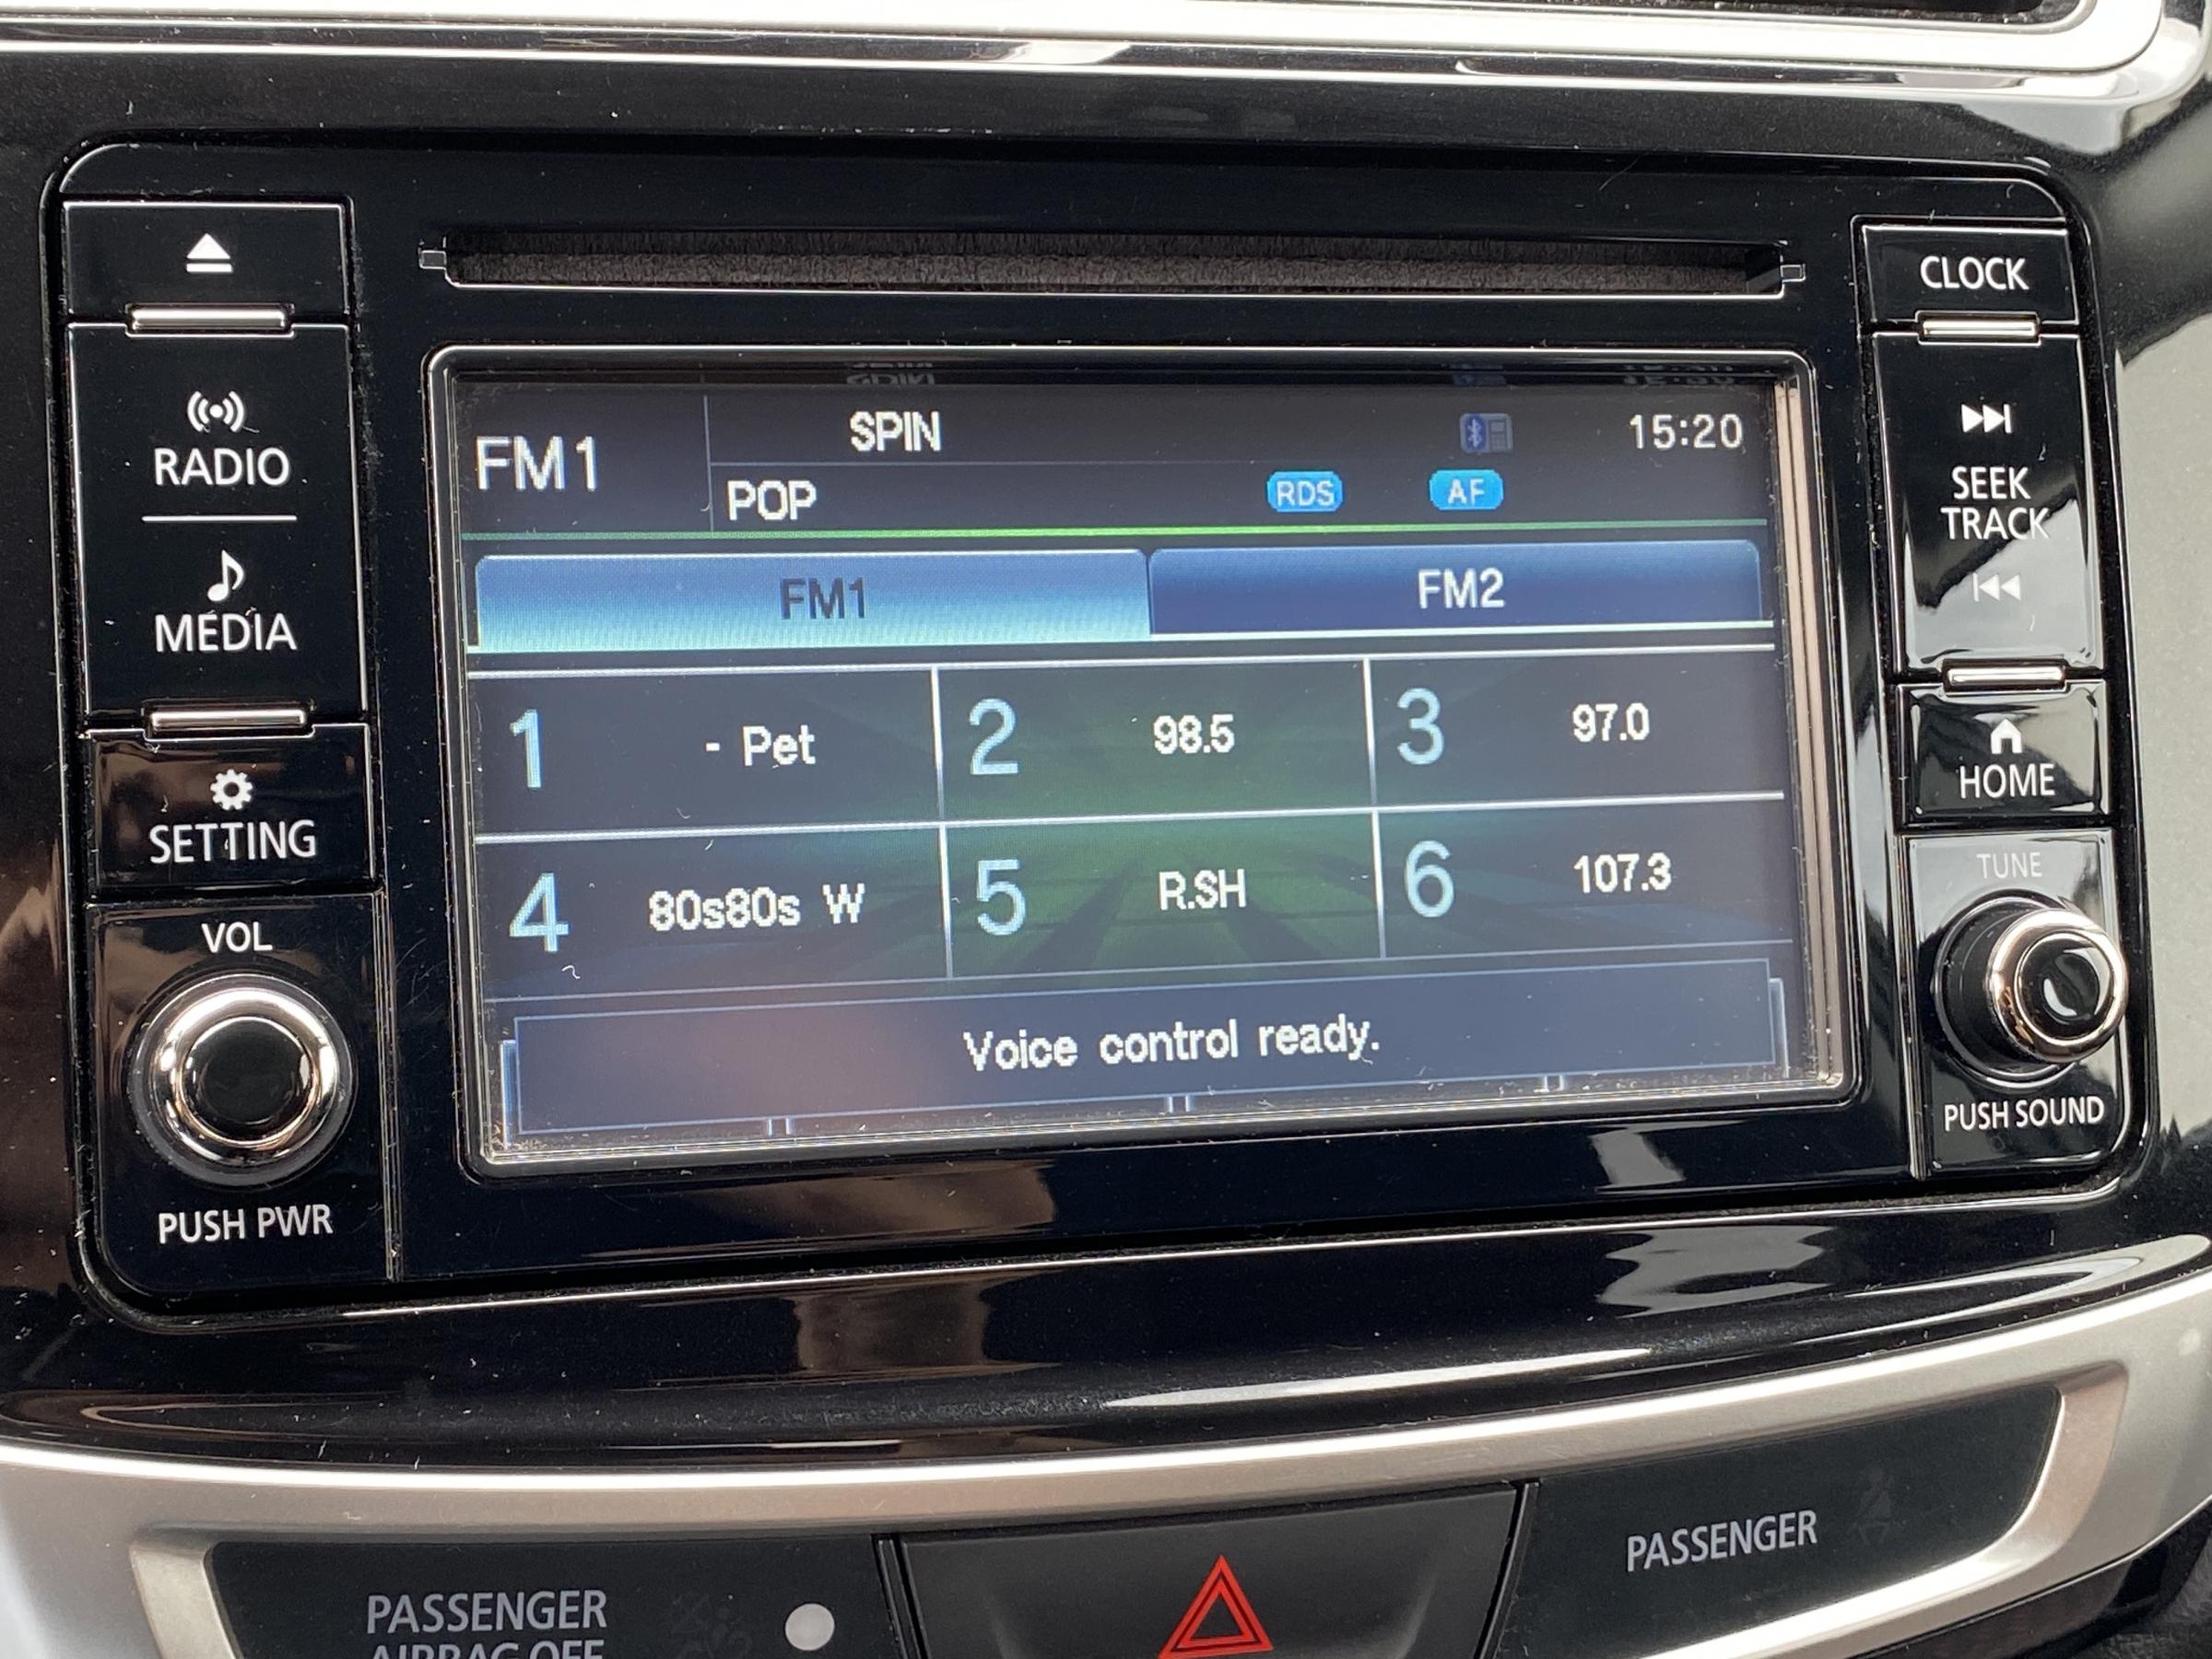 CLOCK
RADIO
MEDIA
SETTING
VOL
PUSH PWR
FM1
SPIN
15:20
POP
RDS
AF
FM1
FM2
1
- Pet
2
98.5
3
97.0
4
80s80s W
5
R.SH
6
107.3
Voice control ready.
SEEK
TRACK
HOME
TUNE
PUSH SOUND
PASSENGER
AIRBAG OFF
PASSENGER